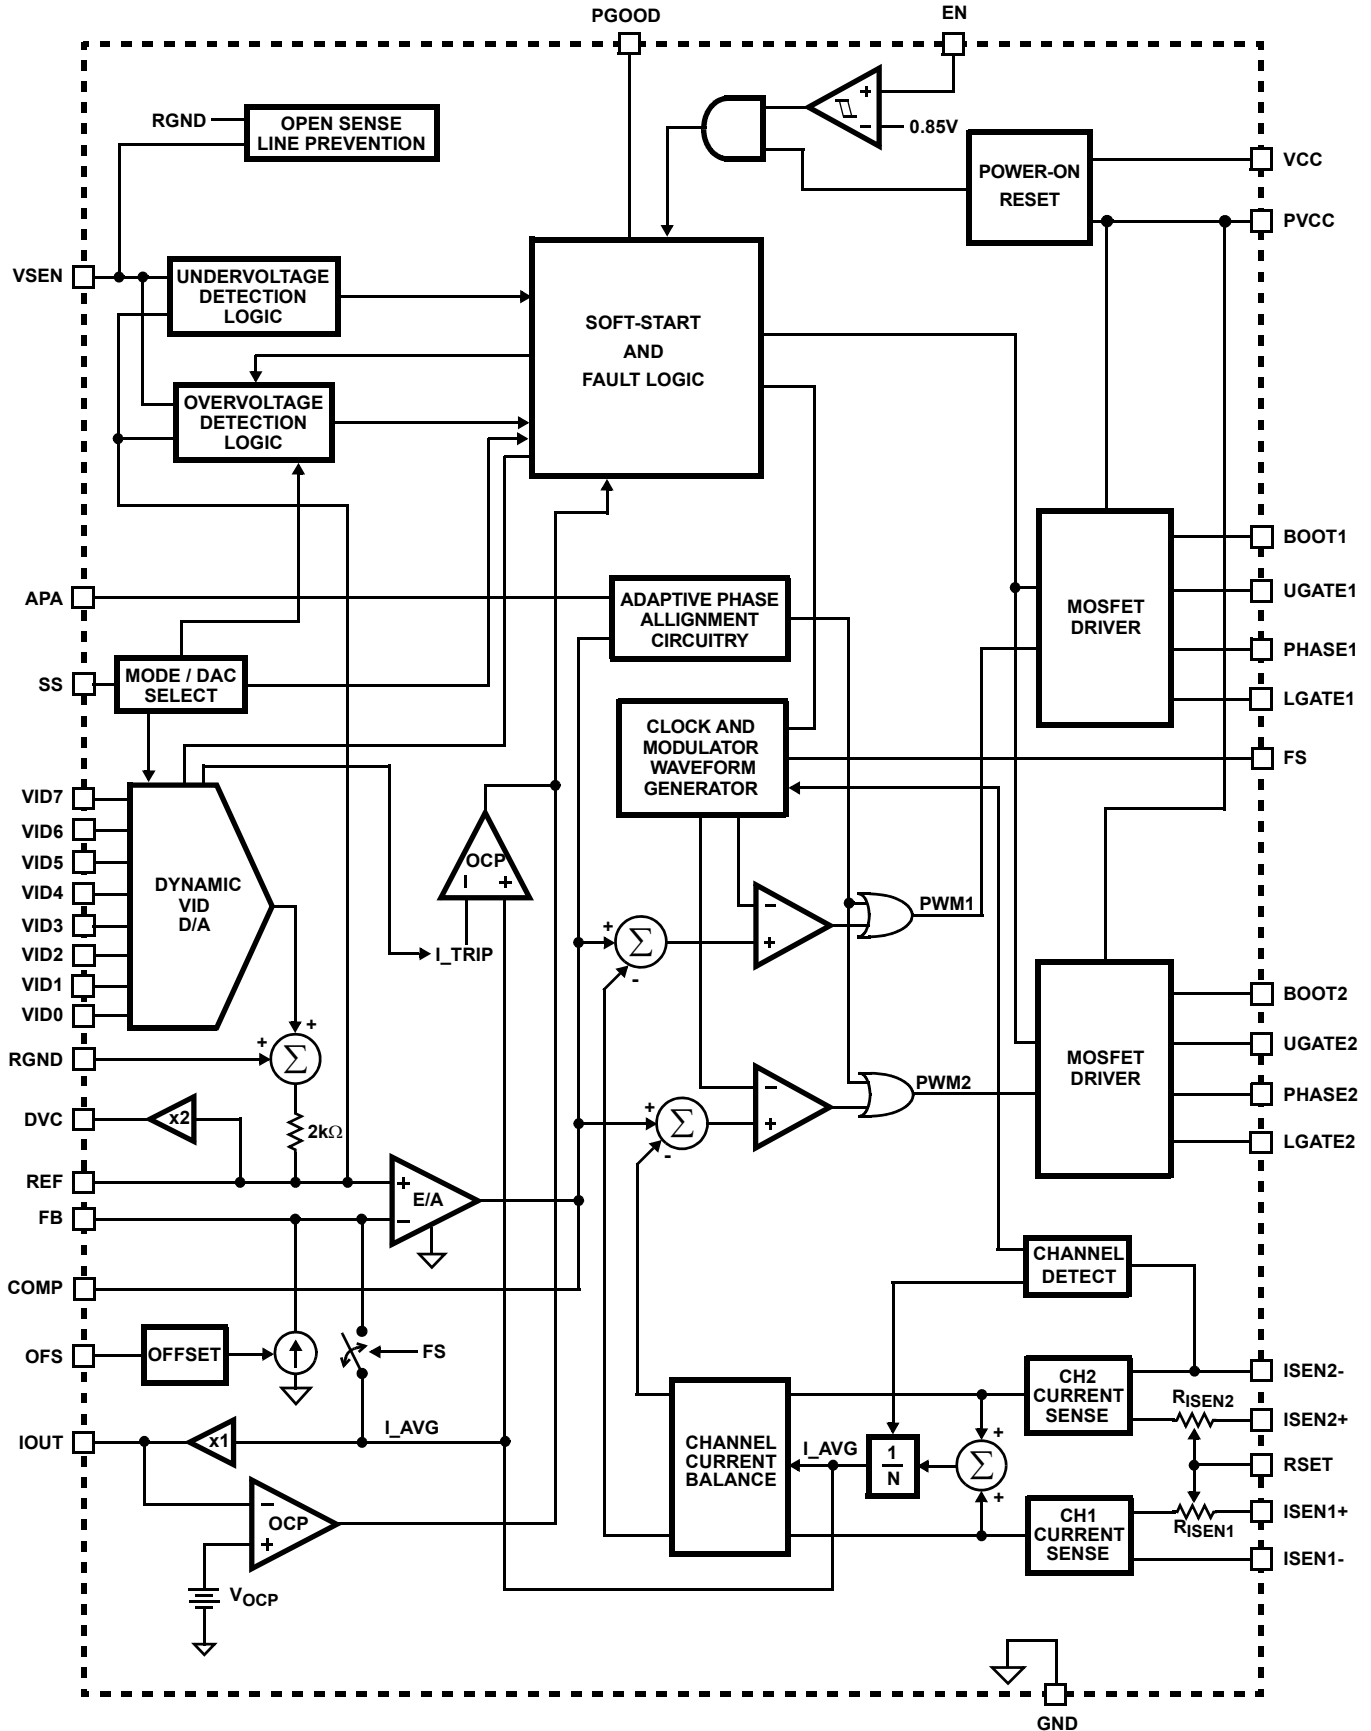 PGOOD
EN
RGND
OPEN SENSE
LINE PREVENTION
+
−
0.85V
POWER-ON
RESET
VCC
PVCC
VSEN
UNDERVOLTAGE
DETECTION
LOGIC
SOFT-START
AND
FAULT LOGIC
OVERVOLTAGE
DETECTION
LOGIC
BOOT1
UGATE1
PHASE1
LGATE1
MOSFET
DRIVER
APA
ADAPTIVE PHASE
ALLIGNMENT
CIRCUITRY
SS
MODE / DAC
SELECT
CLOCK AND
MODULATOR
WAVEFORM
GENERATOR
FS
VID7
VID6
VID5
VID4
VID3
VID2
VID1
VID0
DYNAMIC
VID
D/A
OCP
−
+
I_TRIP
+
Σ
-
−
+
PWM1
RGND
+
+
Σ
DVC
x2
2kΩ
+
Σ
-
−
+
PWM2
MOSFET
DRIVER
BOOT2
UGATE2
PHASE2
LGATE2
REF
FB
+
−
E/A
COMP
CHANNEL
DETECT
OFS
OFFSET
FS
IOUT
x1
I_AVG
CHANNEL
CURRENT
BALANCE
I_AVG
1
N
+
Σ
+
CH2
CURRENT
SENSE
RISEN2
ISEN2-
ISEN2+
RSET
CH1
CURRENT
SENSE
RISEN1
ISEN1+
ISEN1-
−
OCP
+
VOCP
GND